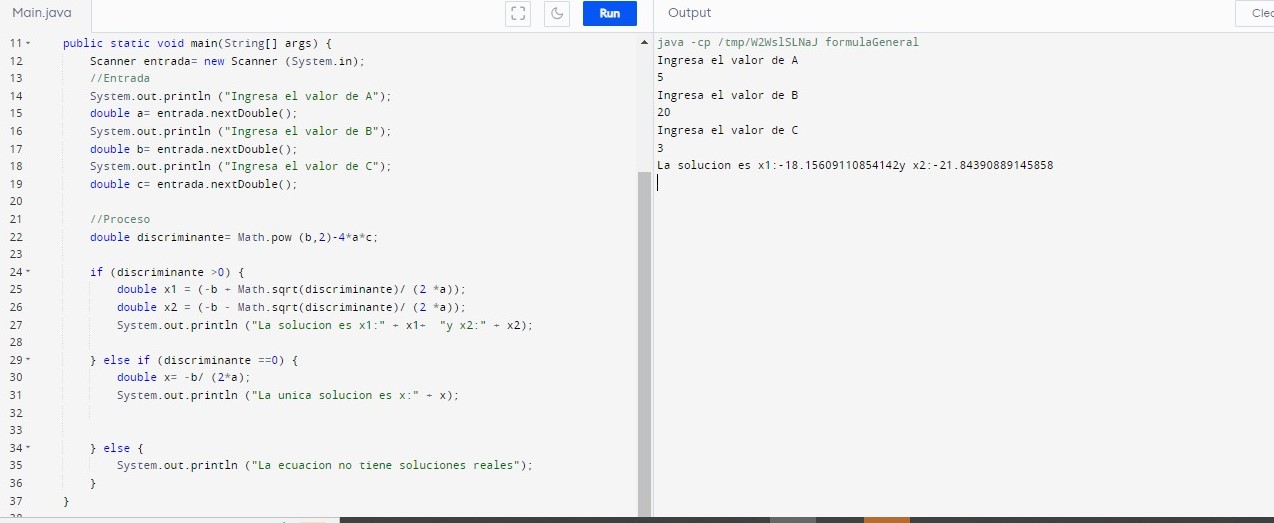 Main.java
Run
Output
Clea
11 public static void main(String[] args) {
12 Scanner entrada= new Scanner (System.in);
13 //Entrada
14 System.out.println ("Ingresa el valor de A");
15 double a= entrada.nextDouble();
16 System.out.println ("Ingresa el valor de B");
17 double b= entrada.nextDouble();
18 System.out.println ("Ingresa el valor de C");
19 double c= entrada.nextDouble();
20
21 //Proceso
22 double discriminante= Math.pow (b,2)-4*a*c;
23
24 if (discriminante >0) {
25 double x1 = (-b + Math.sqrt(discriminante)/ (2 *a));
26 double x2 = (-b - Math.sqrt(discriminante)/ (2 *a));
27 System.out.println ("La solucion es x1:" + x1+ "y x2:" + x2);
28
29 } else if (discriminante ==0) {
30 double x= -b/ (2*a);
31 System.out.println ("La unica solucion es x:" + x);
32
33
34 } else {
35 System.out.println ("La ecuacion no tiene soluciones reales");
36 }
37 }
java -cp /tmp/W2WslSLNaJ formulaGeneral
Ingresa el valor de A
5
Ingresa el valor de B
20
Ingresa el valor de C
3
La solucion es x1:-18.15609110854142y x2:-21.84390889145858